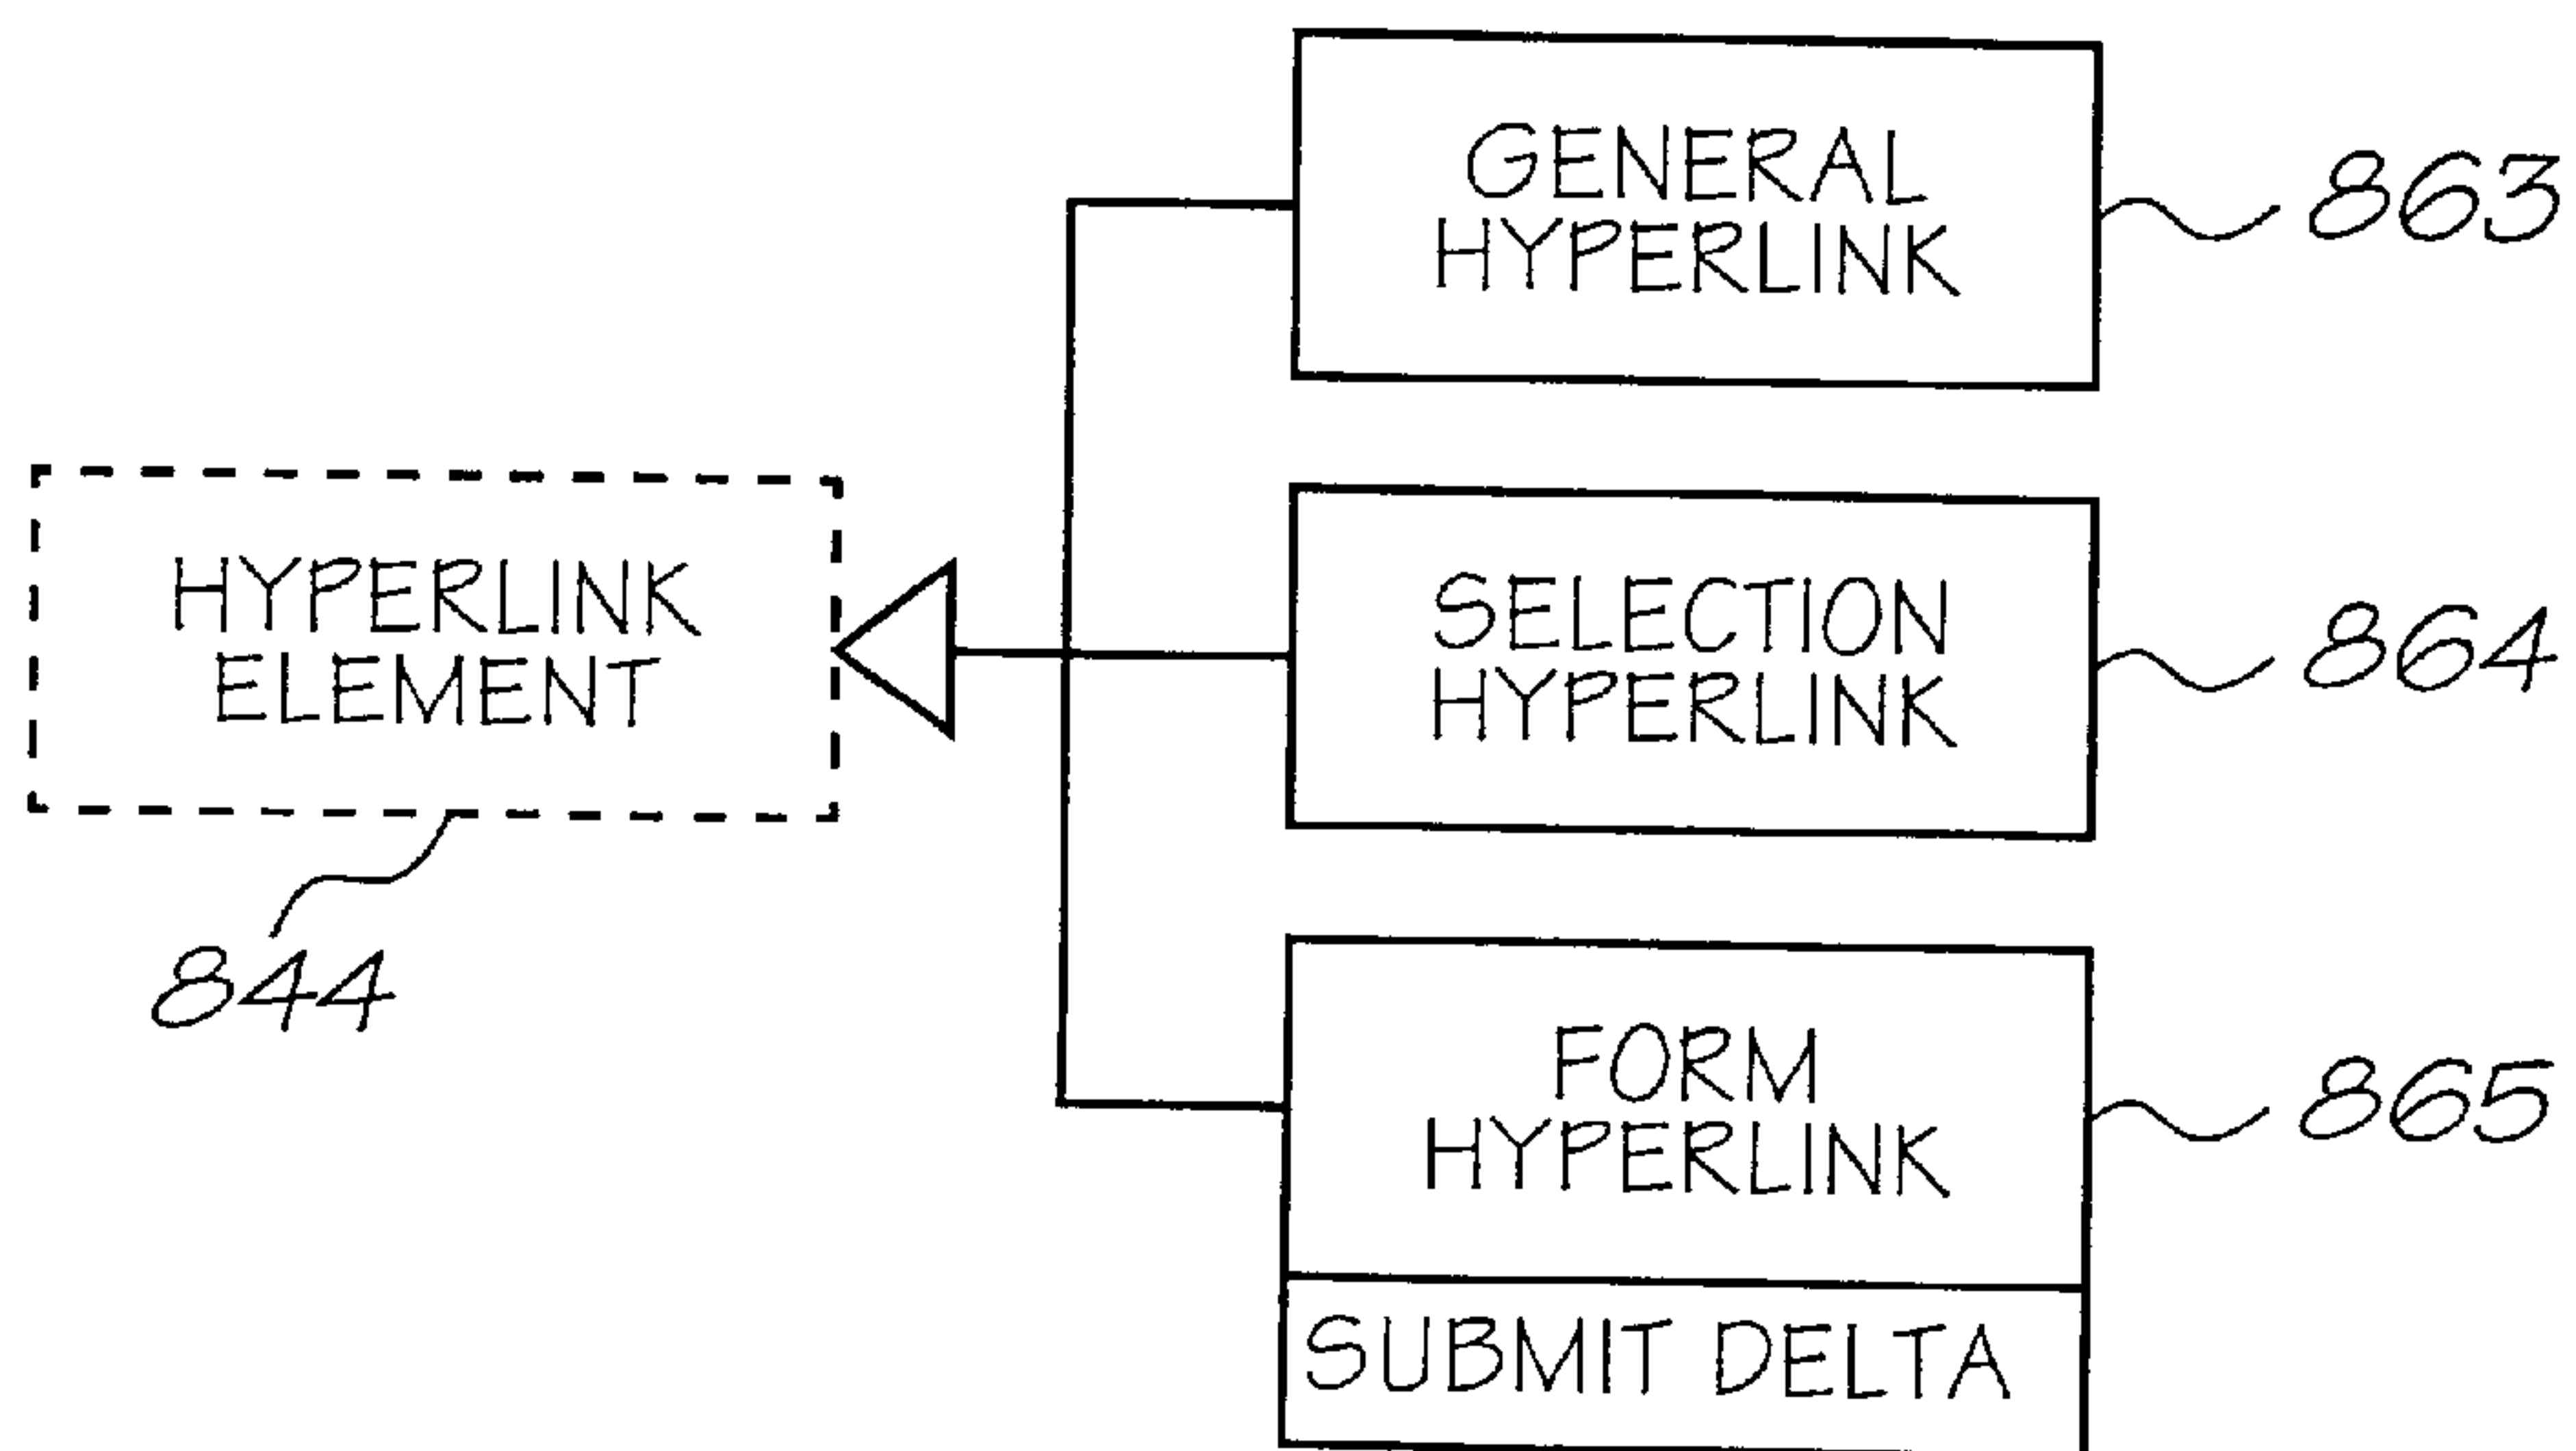 GENERAL
HYPERLINK
863
HYPERLINK
ELEMENT
844
SELECTION
HYPERLINK
864
FORM
HYPERLINK
865
SUBMIT DELTA